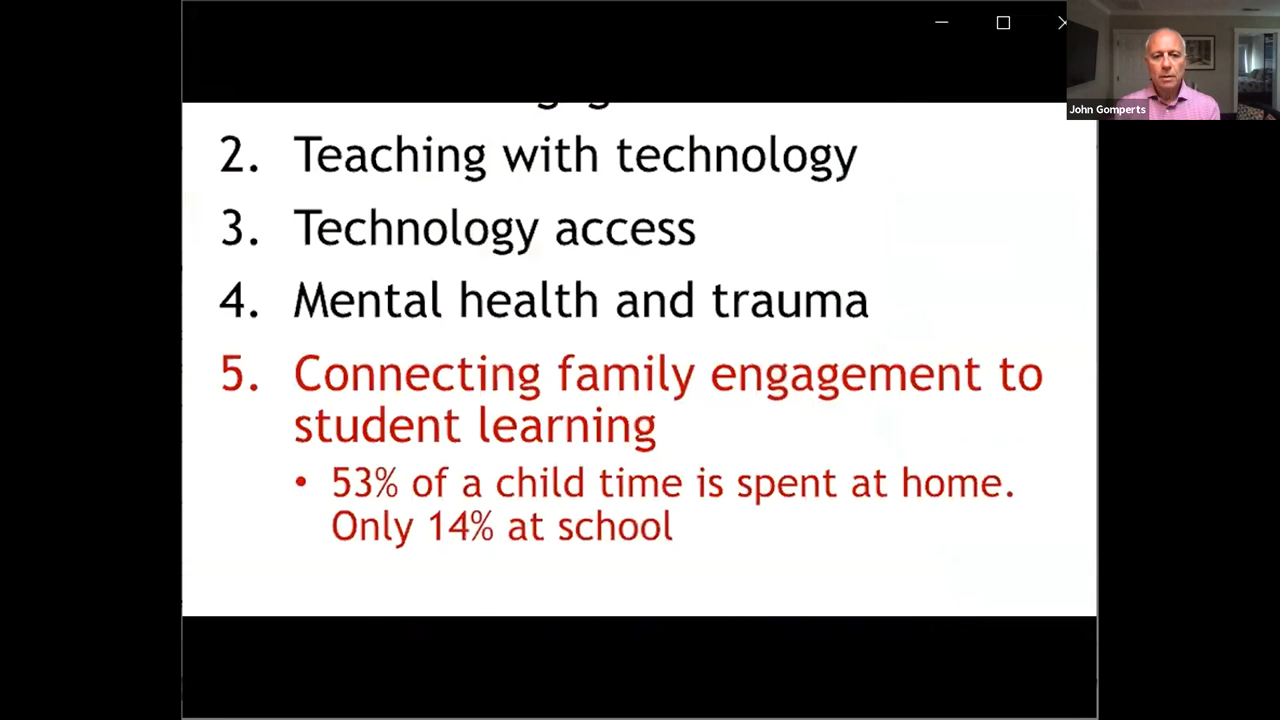 John Gomperts
2. Teaching with technology
3. Technology access
4. Mental health and trauma
5. Connecting family engagement to
student learning
• 53% of a child time is spent at home.
Only 14% at school